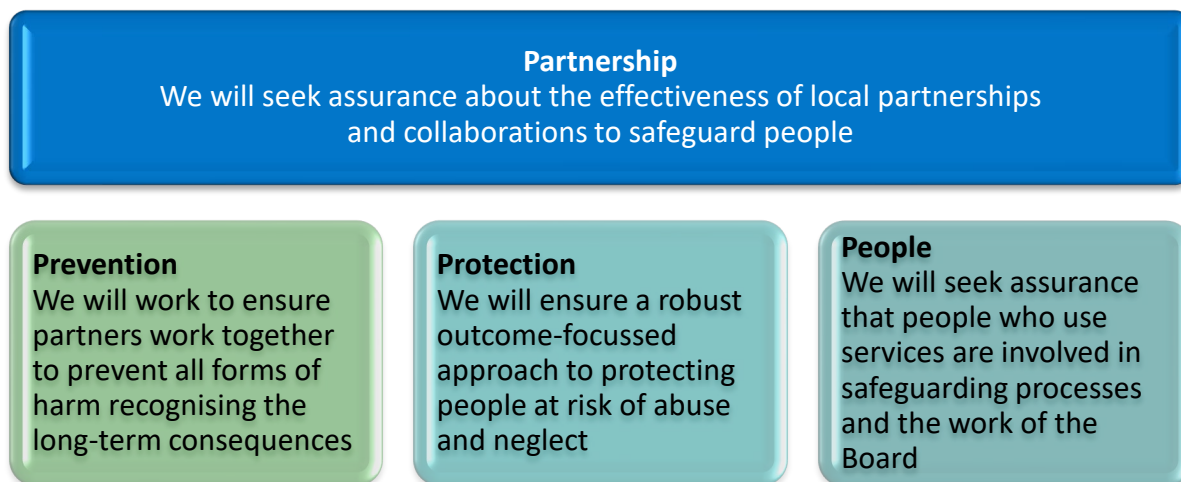 Partnership
We will seek assurance about the effectiveness of local partnerships
and collaborations to safeguard people
Prevention
We will work to ensure
partners work together
to prevent all forms of
harm recognising the
long-term consequences
Protection
We will ensure a robust
outcome-focussed
approach to protecting
people at risk of abuse
and neglect
People
We will seek assurance
that people who use
services are involved in
safeguarding processes
and the work of the
Board